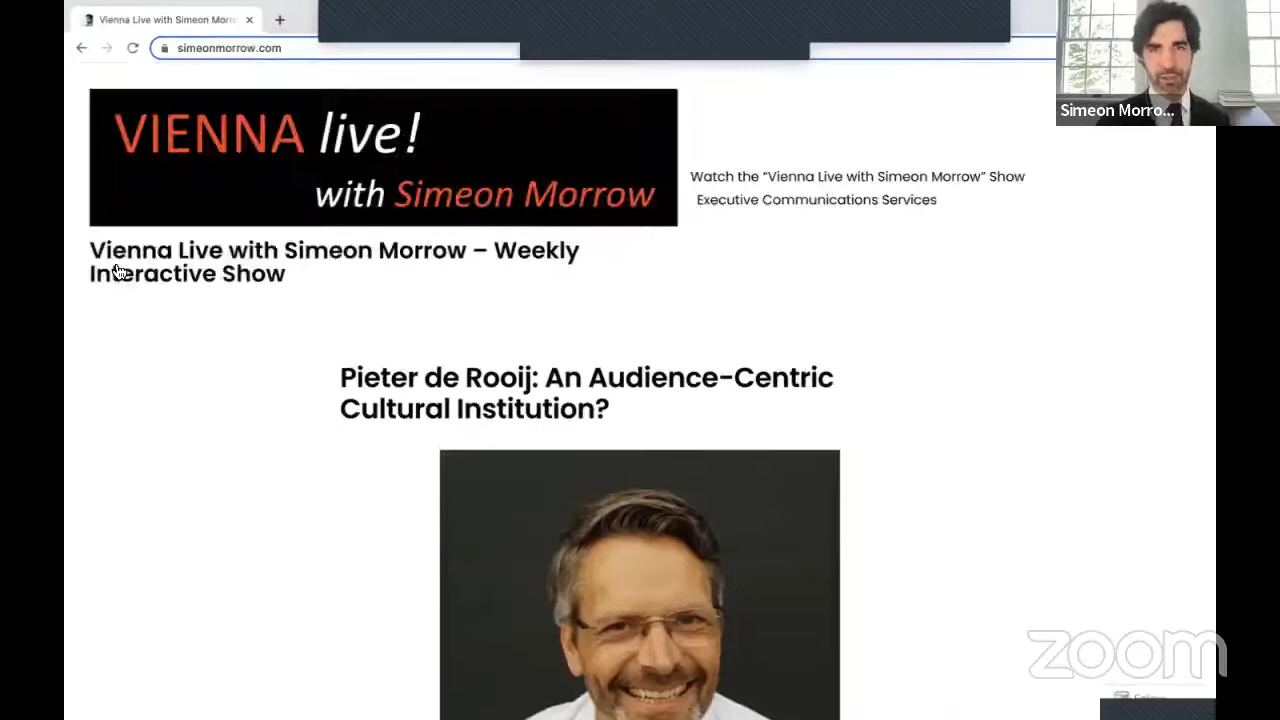 Vienna Live with Simeon Morro
simeonmorrow.com
Simeon Morro...
VIENNA live!
with Simeon Morrow
Watch the “Vienna Live with Simeon Morrow” Show
Executive Communications Services
Vienna Live with Simeon Morrow – Weekly
Interactive Show
Pieter de Rooij: An Audience-Centric
Cultural Institution?
zoom